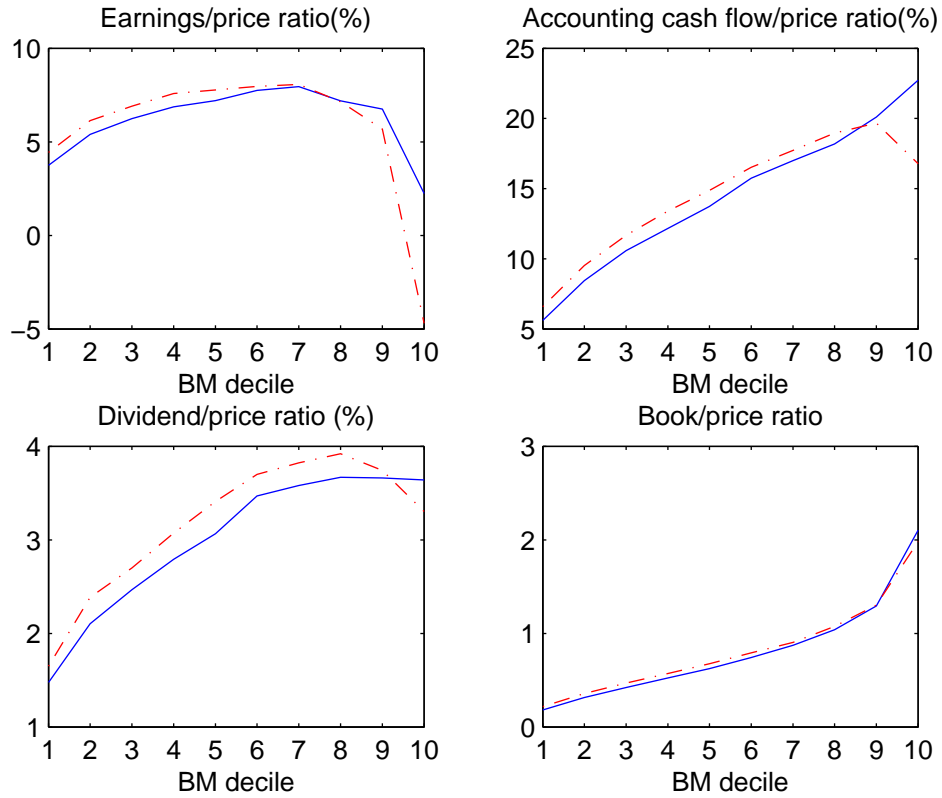 Earnings/price ratio(%)
10
5
0
−5
1 2 3 4 5 6 7 8 9 10
BM decile
Accounting cash flow/price ratio(%)
25
20
15
10
5
1 2 3 4 5 6 7 8 9 10
BM decile
Dividend/price ratio (%)
4
3
2
1
1 2 3 4 5 6 7 8 9 10
BM decile
Book/price ratio
3
2
1
0
1 2 3 4 5 6 7 8 9 10
BM decile